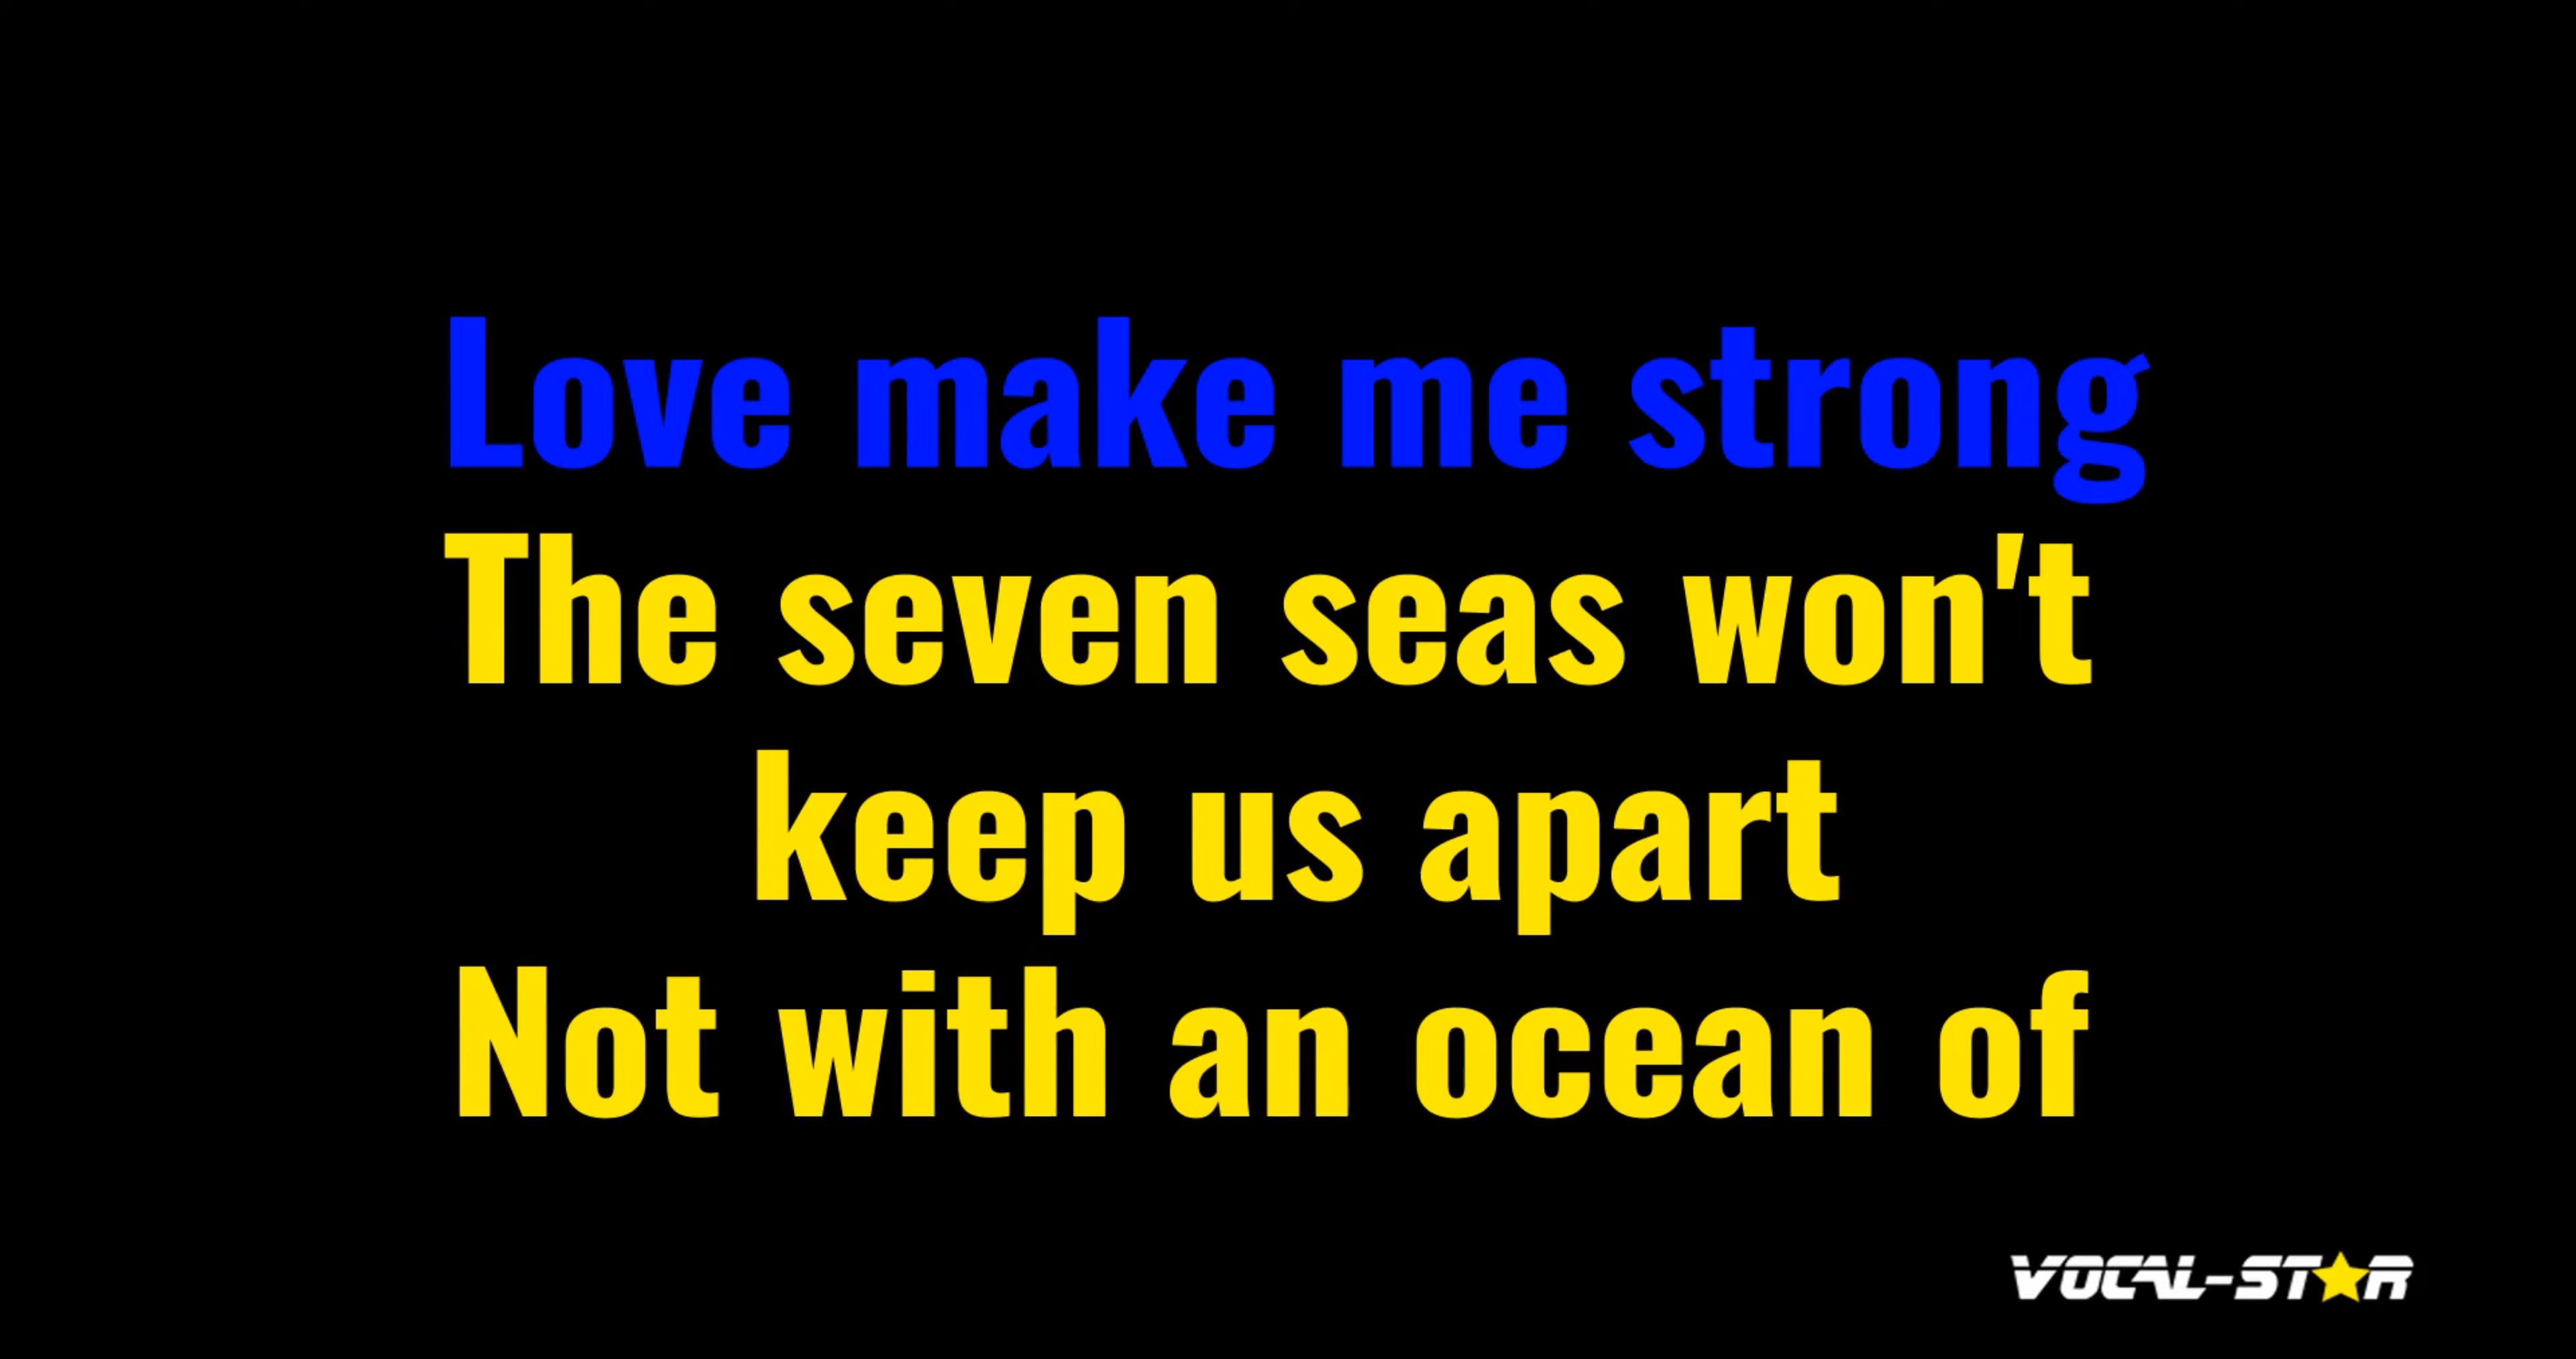 Love make me strong
The seven seas won't
keep us apart
Not with an ocean of
VOCAL-STAR